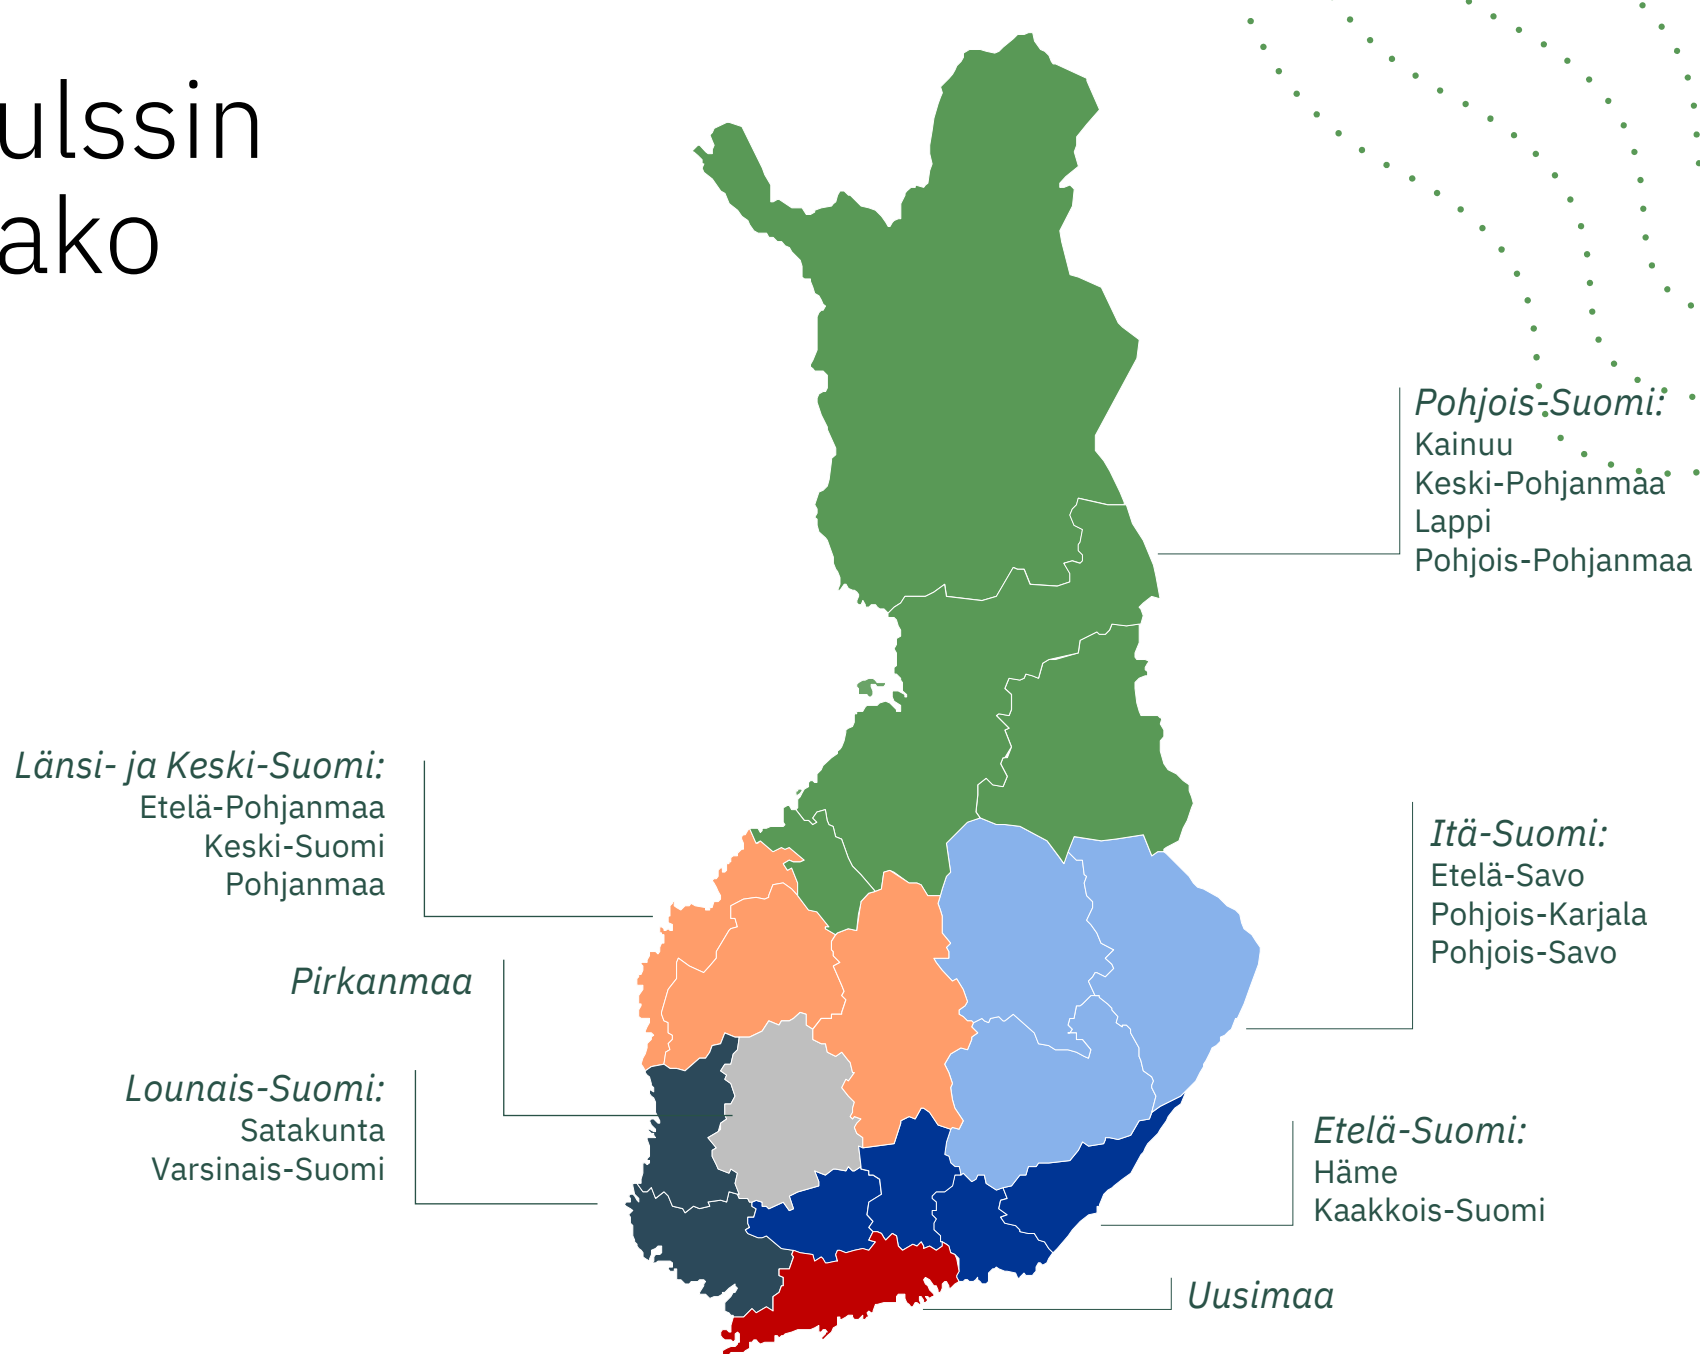 ulssin
ako
Pohjois-Suomi:
Kainuu
Keski-Pohjanmaa
Lappi
Pohjois-Pohjanmaa
Länsi- ja Keski-Suomi:
Etelä-Pohjanmaa
Keski-Suomi
Pohjanmaa
Itä-Suomi:
Etelä-Savo
Pohjois-Karjala
Pohjois-Savo
Pirkanmaa
Lounais-Suomi:
Satakunta
Varsinais-Suomi
Etelä-Suomi:
Häme
Kaakkois-Suomi
Uusimaa